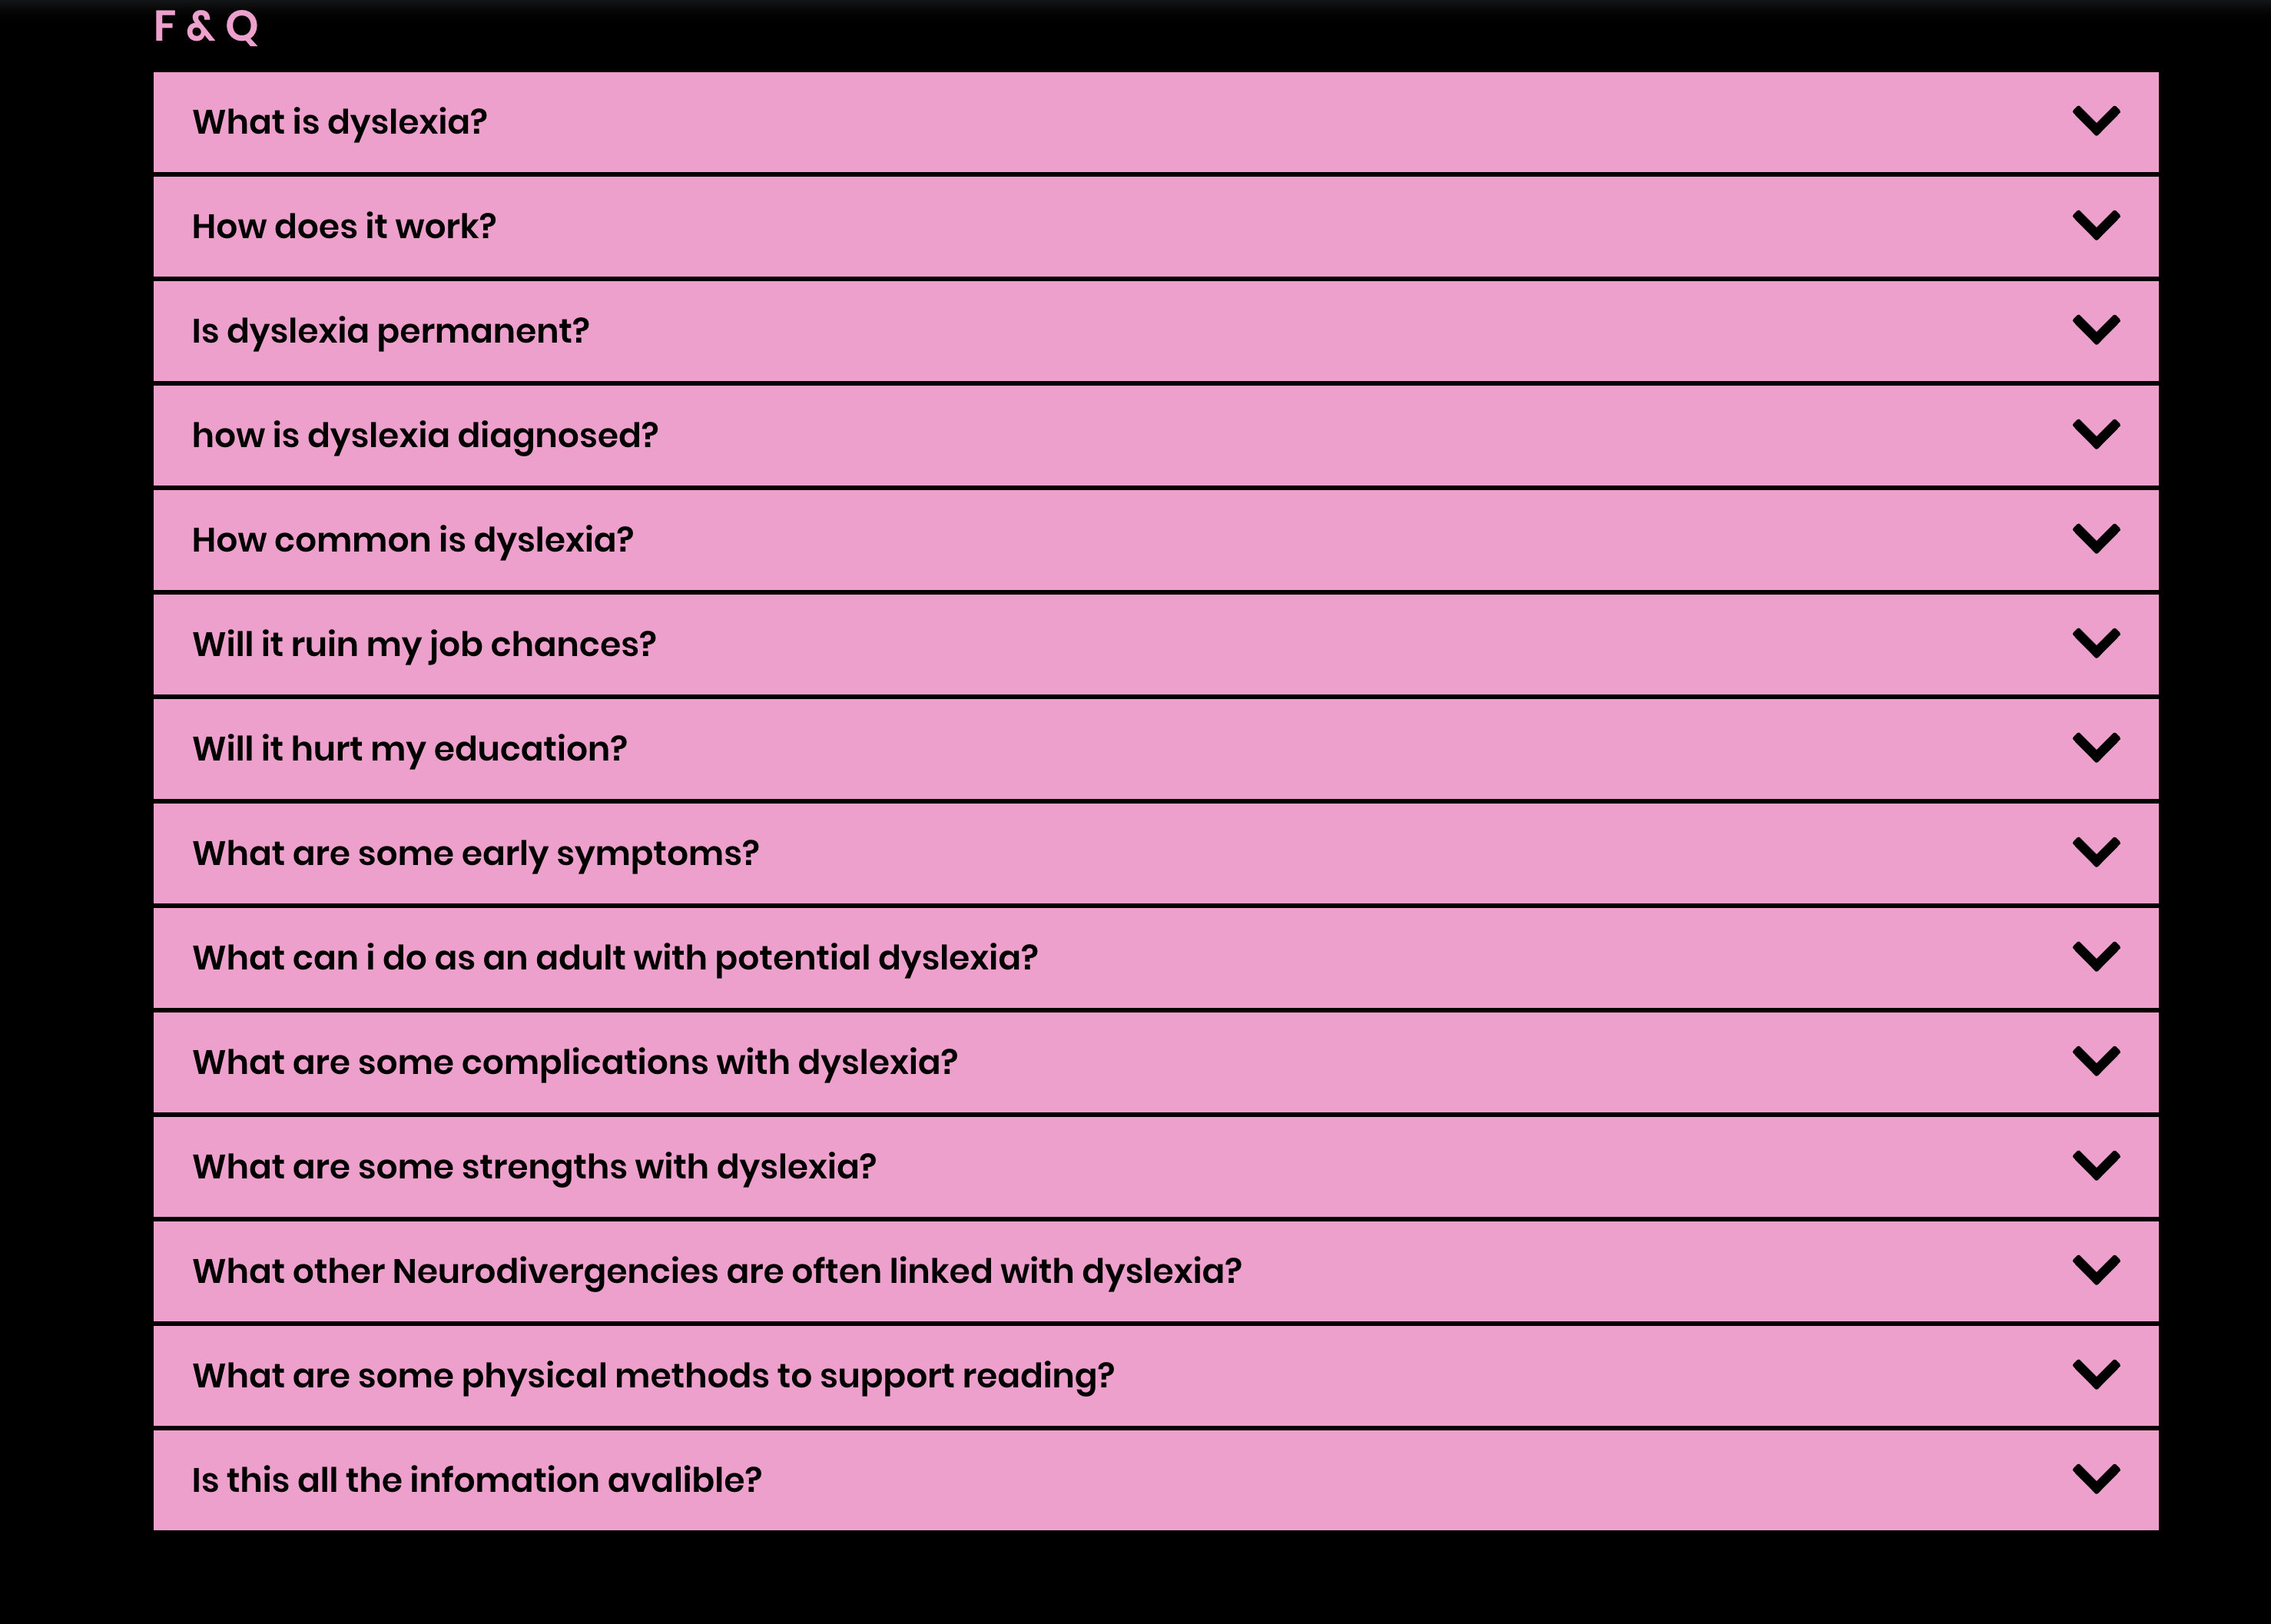 F & Q
What is dyslexia?
How does it work?
Is dyslexia permanent?
how is dyslexia diagnosed?
How common is dyslexia?
Will it ruin my job chances?
Will it hurt my education?
What are some early symptoms?
What can i do as an adult with potential dyslexia?
What are some complications with dyslexia?
What are some strengths with dyslexia?
What other Neurodivergencies are often linked with dyslexia?
What are some physical methods to support reading?
Is this all the infomation avalible?